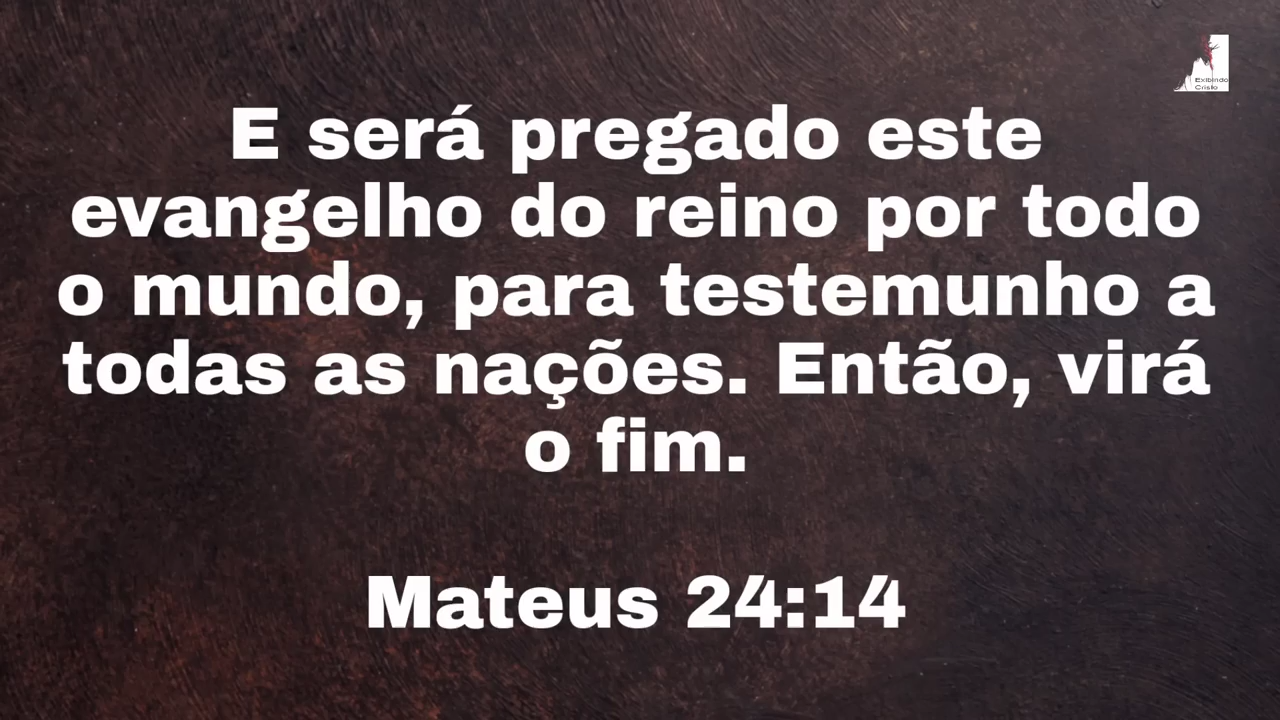 Exibindo
Cristo
E será pregado este
evangelho do reino por todo
o mundo, para testemunho a
todas as nações. Então, virá
o fim.
Mateus 24:14